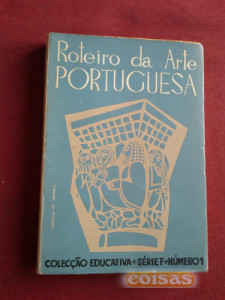 Roteiro da Arte
PORTUGUESA
COLECÇÃO EDUCATIVA + SÉRIE F + NÚMERO 1
coisas